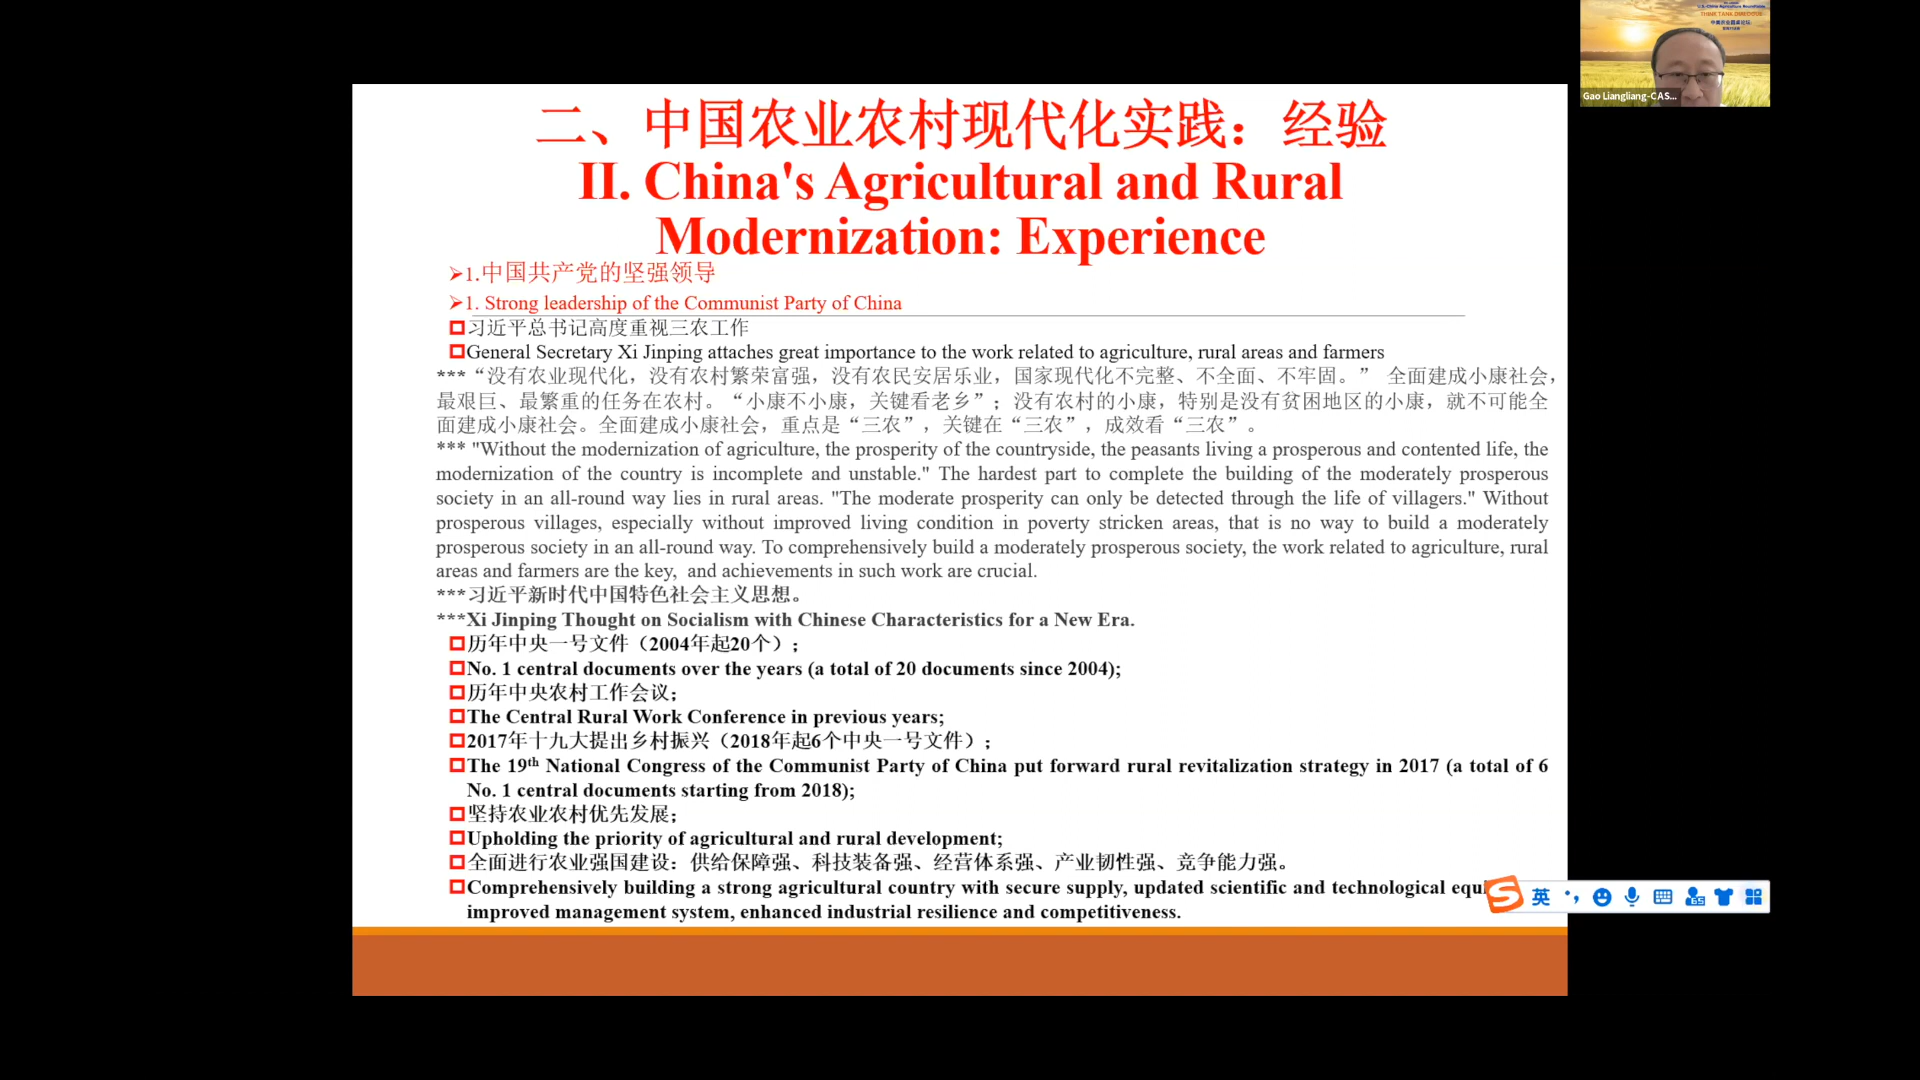 二、中国农业农村现代化实践：经验
II. China's Agricultural and Rural
Modernization: Experience
➢1.中国共产党的坚强领导
➢1. Strong leadership of the Communist Party of China
习近平总书记高度重视三农工作
General Secretary Xi Jinping attaches great importance to the work related to agriculture, rural areas and farmers
***“没有农业现代化，没有农村繁荣富强，没有农民安居乐业，国家现代化不完整、不全面、不牢固。” 全面建成小康社会，
最艰巨、最繁重的任务在农村。“小康不小康，关键看老乡”；没有农村的小康，特别是没有贫困地区的小康，就不可能全
面建成小康社会。全面建成小康社会，重点是“三农”，关键在“三农”，成效看“三农”。
*** "Without the modernization of agriculture, the prosperity of the countryside, the peasants living a prosperous and contented life, the
modernization of the country is incomplete and unstable." The hardest part to complete the building of the moderately prosperous
society in an all-round way lies in rural areas. "The moderate prosperity can only be detected through the life of villagers." Without
prosperous villages, especially without improved living condition in poverty stricken areas, that is no way to build a moderately
prosperous society in an all-round way. To comprehensively build a moderately prosperous society, the work related to agriculture, rural
areas and farmers are the key, and achievements in such work are crucial.
***习近平新时代中国特色社会主义思想。
***Xi Jinping Thought on Socialism with Chinese Characteristics for a New Era.
历年中央一号文件（2004年起20个）；
No. 1 central documents over the years (a total of 20 documents since 2004);
历年中央农村工作会议；
The Central Rural Work Conference in previous years;
2017年十九大提出乡村振兴（2018年起6个中央一号文件）；
The 19th National Congress of the Communist Party of China put forward rural revitalization strategy in 2017 (a total of 6
No. 1 central documents starting from 2018);
坚持农业农村优先发展；
Upholding the priority of agricultural and rural development;
全面进行农业强国建设：供给保障强、科技装备强、经营体系强、产业韧性强、竞争能力强。
Comprehensively building a strong agricultural country with secure supply, updated scientific and technological equi
improved management system, enhanced industrial resilience and competitiveness.
U.S.-China Agriculture Roundtable
THINK TANK DIALOGUE
Gao Liangliang-CAS...
S 英